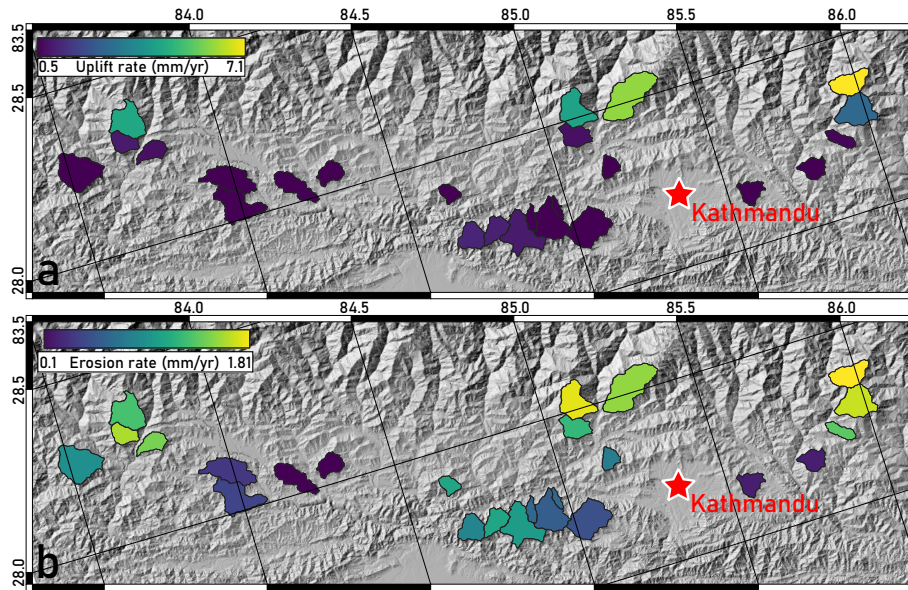 84.0 84.5 85.0 85.5 86.0
83.5
0.5 Uplift rate (mm/yr) 7.1
28.5
Kathmandu
a
28.0
84.0 84.5 85.0 85.5 86.0
83.5
0.1 Erosion rate (mm/yr) 1.81
28.5
Kathmandu
b
28.0